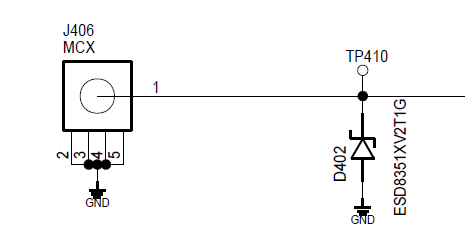 J406
MCX
1
TP410
2
3
4
5
GND
D402
ESD8351XV2T1G
GND